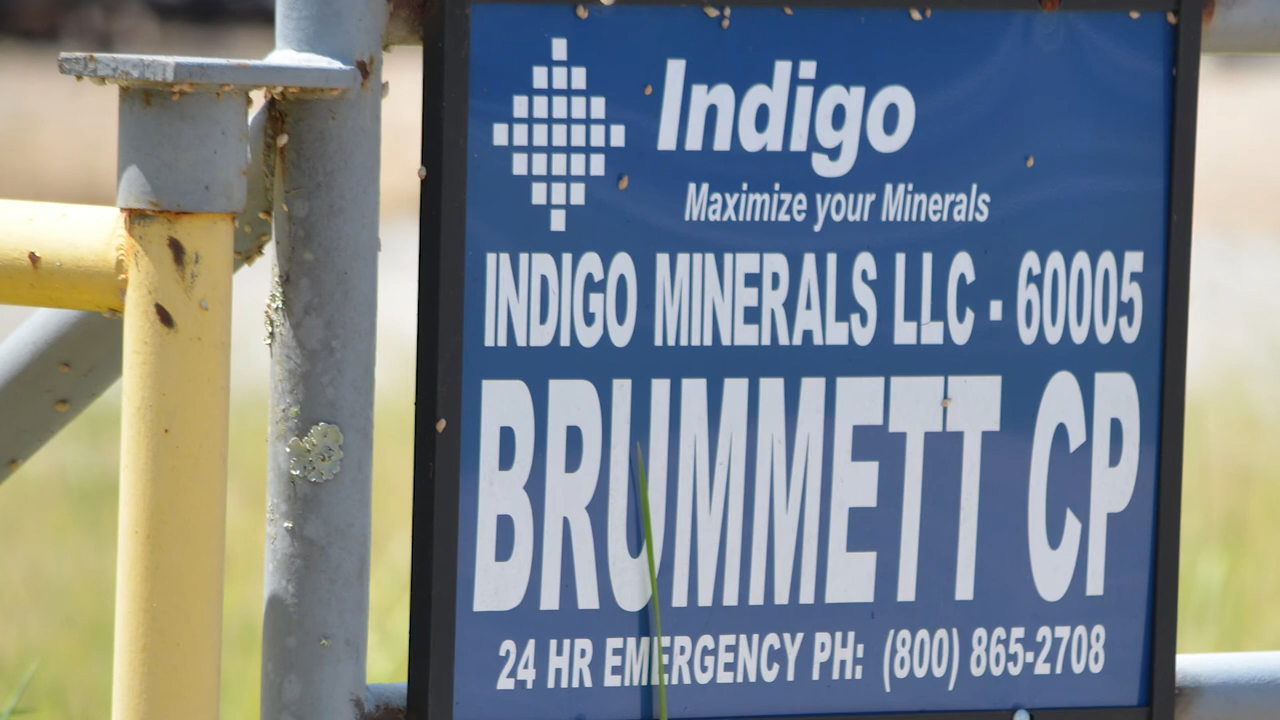 Indigo
Maximize your Minerals
INDIGO MINERALS LLC - 60005
BRUMMETT CP
24 HR EMERGENCY PH: (800) 865-2708